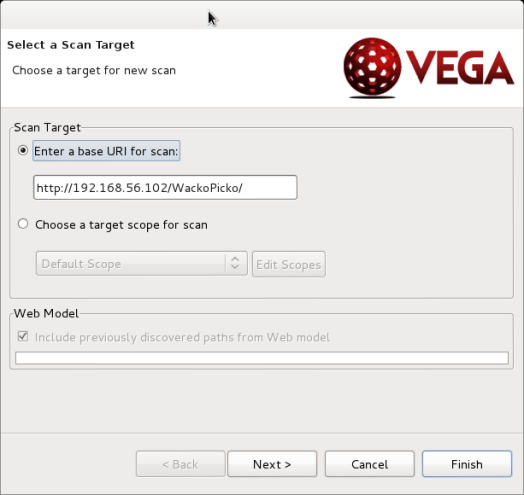 Select a Scan Target
Choose a target for new scan
VEGA
Scan Target
Enter a base URI for scan:
http://192.168.56.102/WackoPicko/
Choose a target scope for scan
Default Scope
Edit Scopes
Web Model
Include previously discovered paths from Web model
< Back
Next >
Cancel
Finish